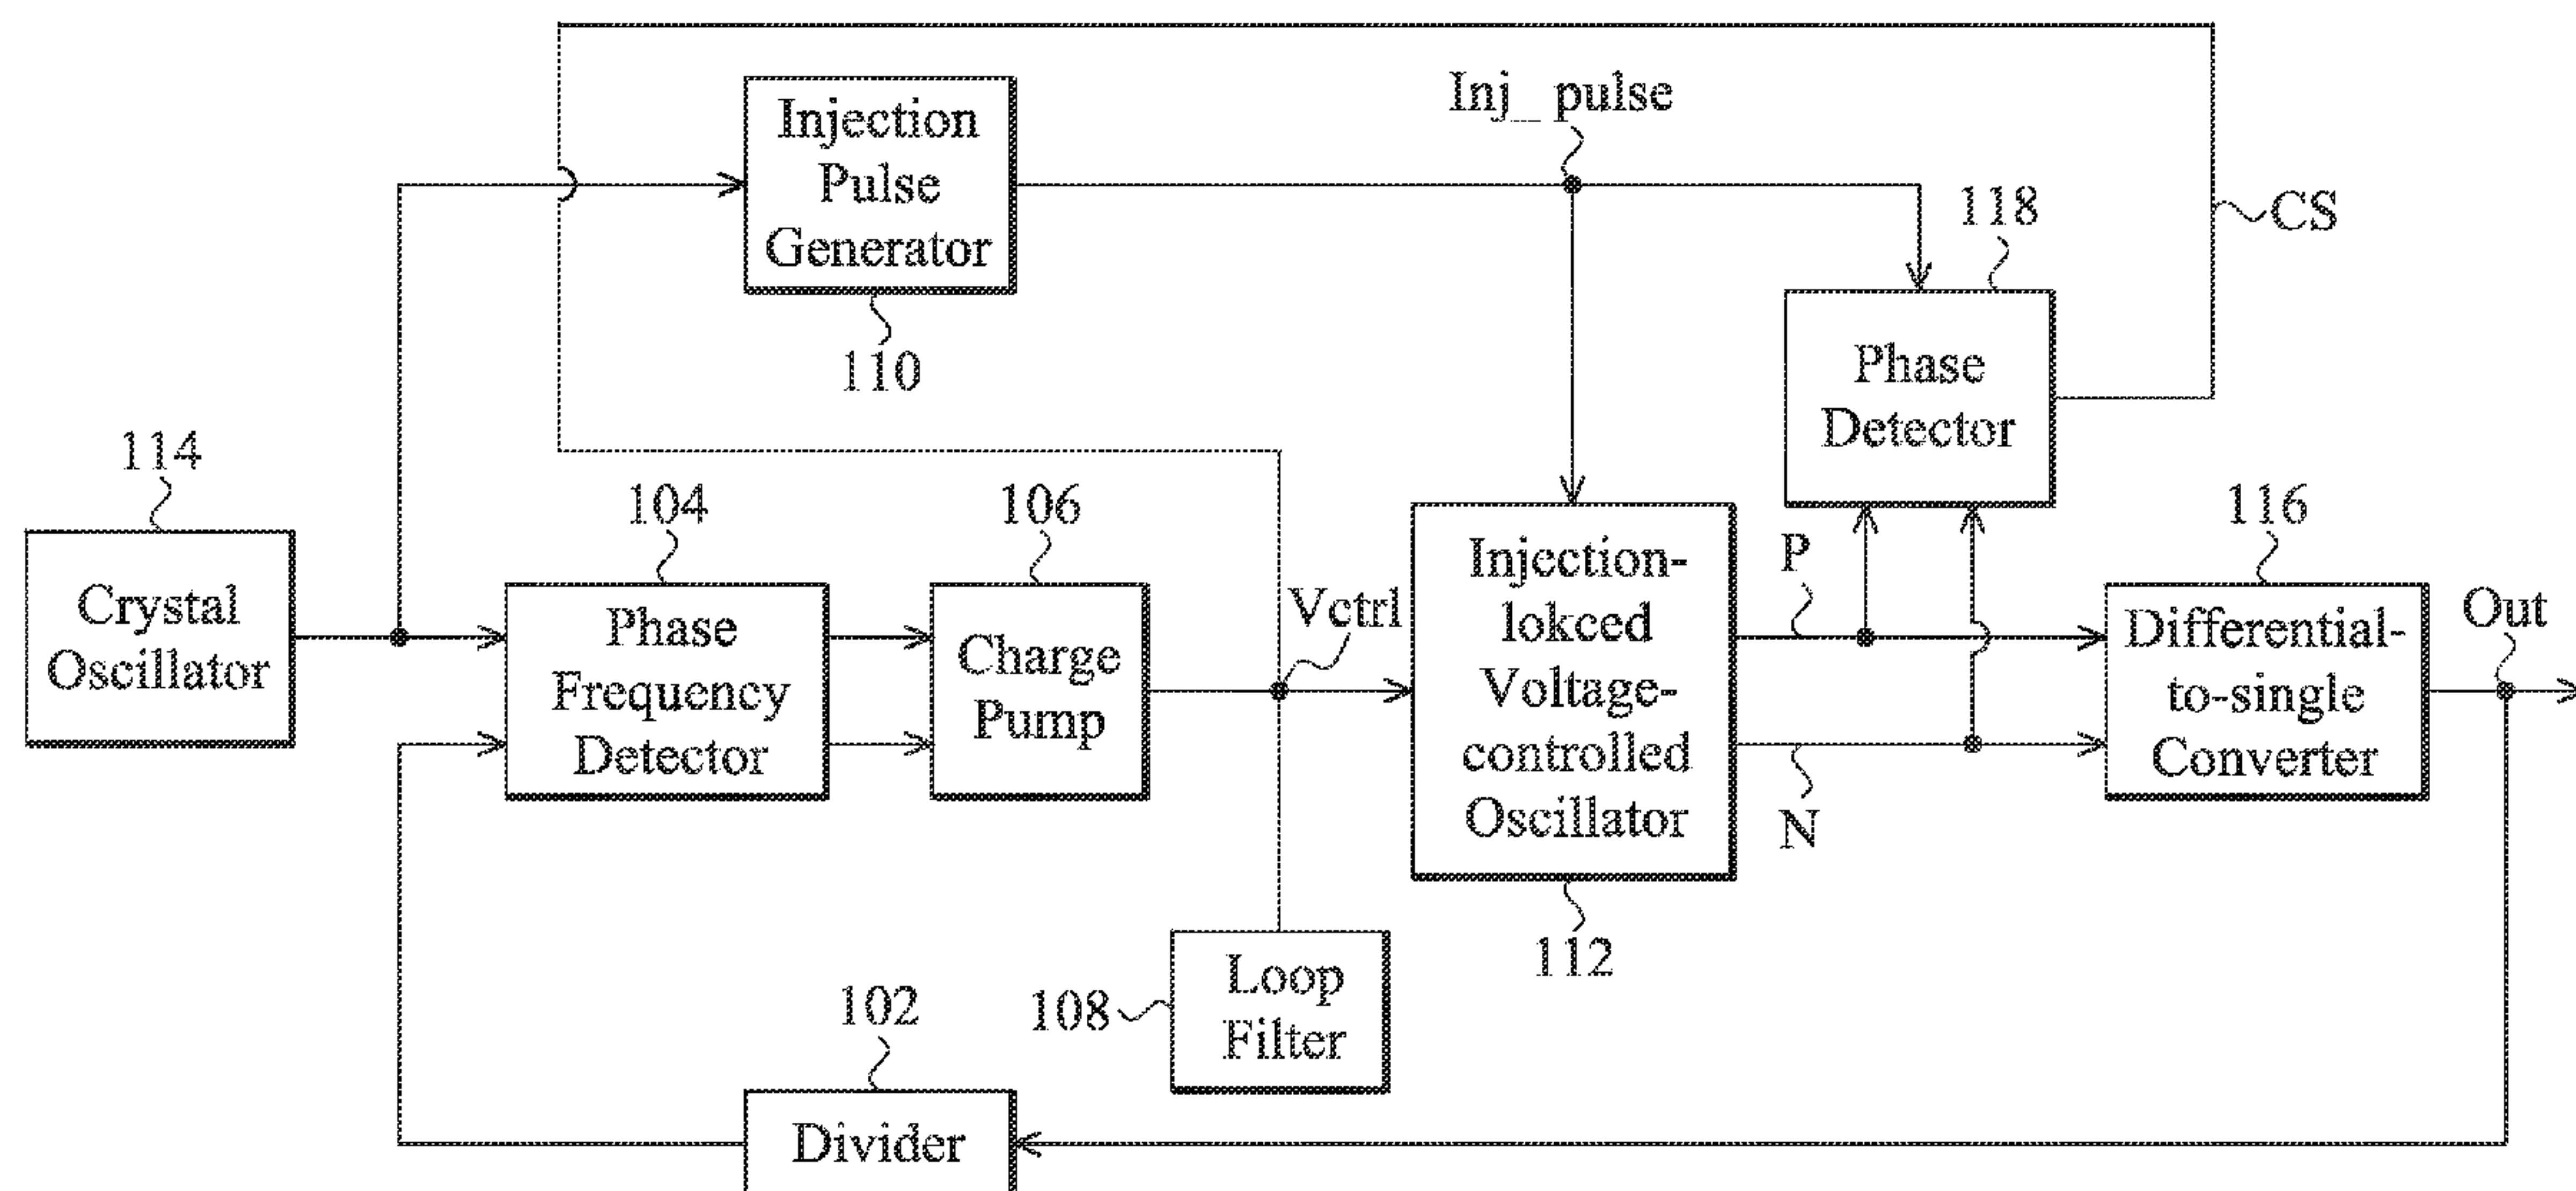 Inj_ pulse
Injection
Pulse
Generator
110
118
CS
Phase
Detector
114
Crystal
Oscillator
104
Phase
Frequency
Detector
106
Charge
Pump
Vctrl
Injection-
lokced
Voltage-
controlled
Oscillator
112
P
N
116
Differential-
to-single
Converter
Out
108
Loop
Filter
102
Divider